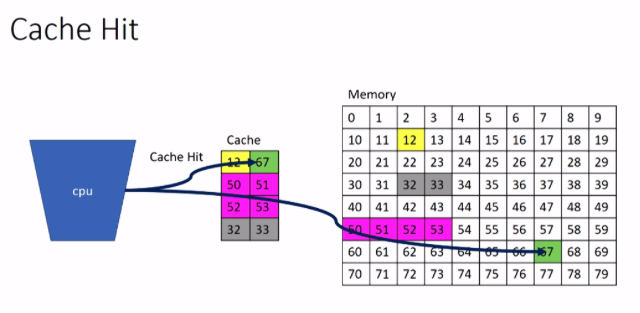 Cache Hit
Memory
0 1 2 3 4 5 6 7 8 9
Cache
10 11 12 13 14 15 16 17 18 19
Cache Hit
12 67
20 21 22 23 24 25 26 27 28 29
cpu
50 51
30 31 32 33 34 35 36 37 38 39
52 53
40 41 42 43 44 45 46 47 48 49
32 33
50 51 52 53 54 55 56 57 58 59
60 61 62 63 64 65 66 67 68 69
70 71 72 73 74 75 76 77 78 79